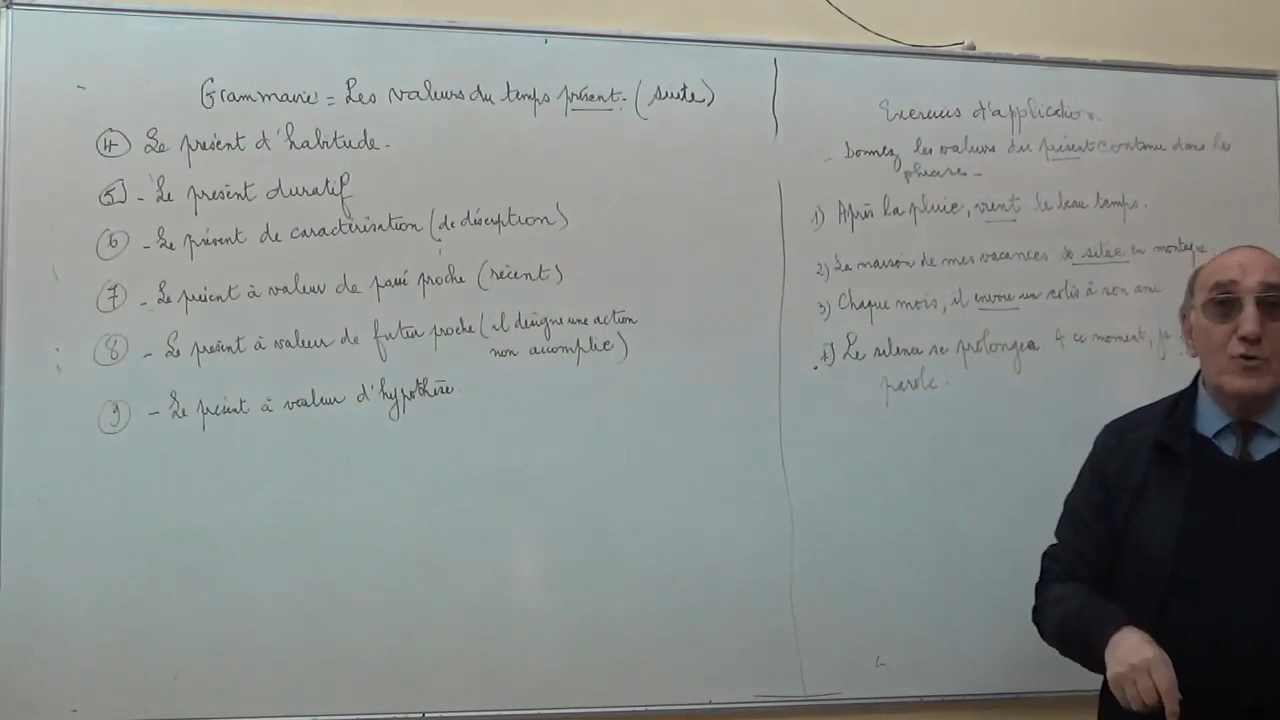 Grammaire = Les valeurs du temps présent. (suite)
④ Le présent d'habitude.
⑤ - Le présent duratif
⑥ - Le présent de caractérisation (de déscription)
⑦ - Le présent à valeur de passé proche (récent)
⑧ - Le présent à valeur de futur proche (il désigne une action
non accomplie)
⑨ - Le présent à valeur d'hypothèse
Exercices d'application.
- Donnez les valeurs du présent contenu dans les
phrases -
1) Après la pluie, vient le beau temps.
2) La maison de mes vacances se situe en montagne
3) Chaque mois, il envoie un colis à son ami
Le silence se prolongea ce moment, je
parole.